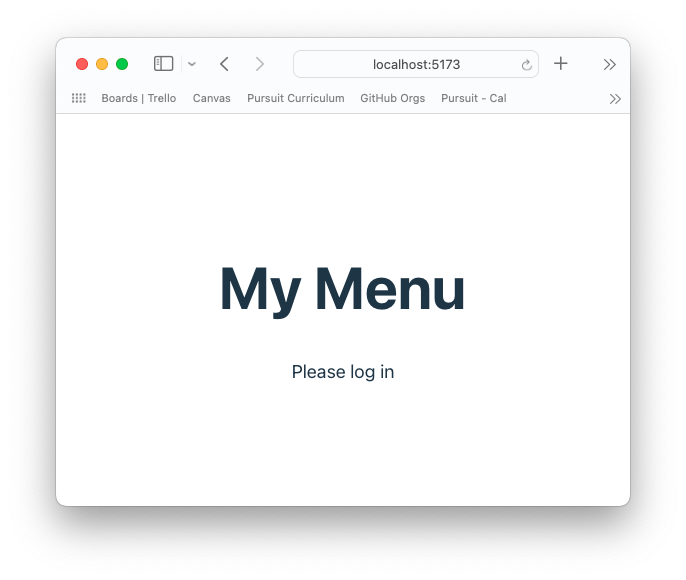 localhost:5173
Boards | Trello Canvas Pursuit Curriculum GitHub Orgs Pursuit - Cal
My Menu
Please log in